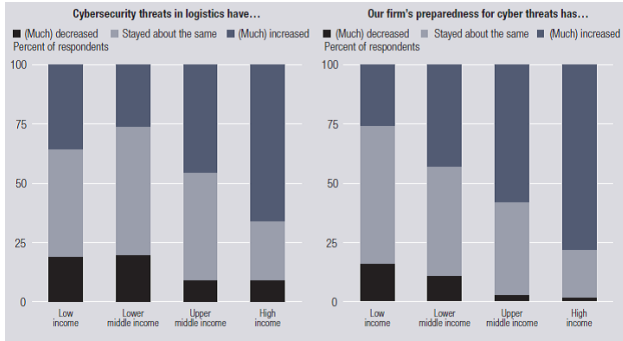 Cybersecurity threats in logistics have…
(Much) decreased Stayed about the same (Much) increased
Percent of respondents
100
75
50
25
0
Low
income
Lower
middle income
Upper
middle income
High
income
Our firm's preparedness for cyber threats has…
(Much) decreased Stayed about the same (Much) increased
Percent of respondents
100
75
50
25
0
Low
income
Lower
middle income
Upper
middle income
High
income